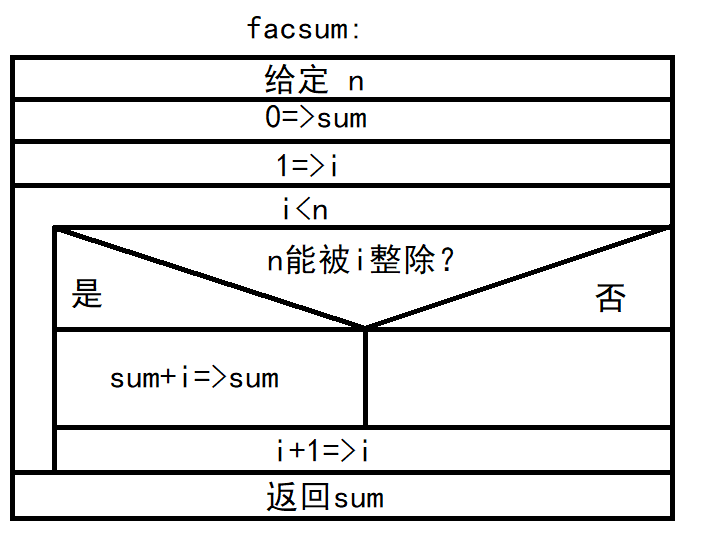 facsum:
给定 n
0=>sum
1=>i
i<n
n能被i整除?
是
否
sum+i=>sum
i+1=>i
返回sum